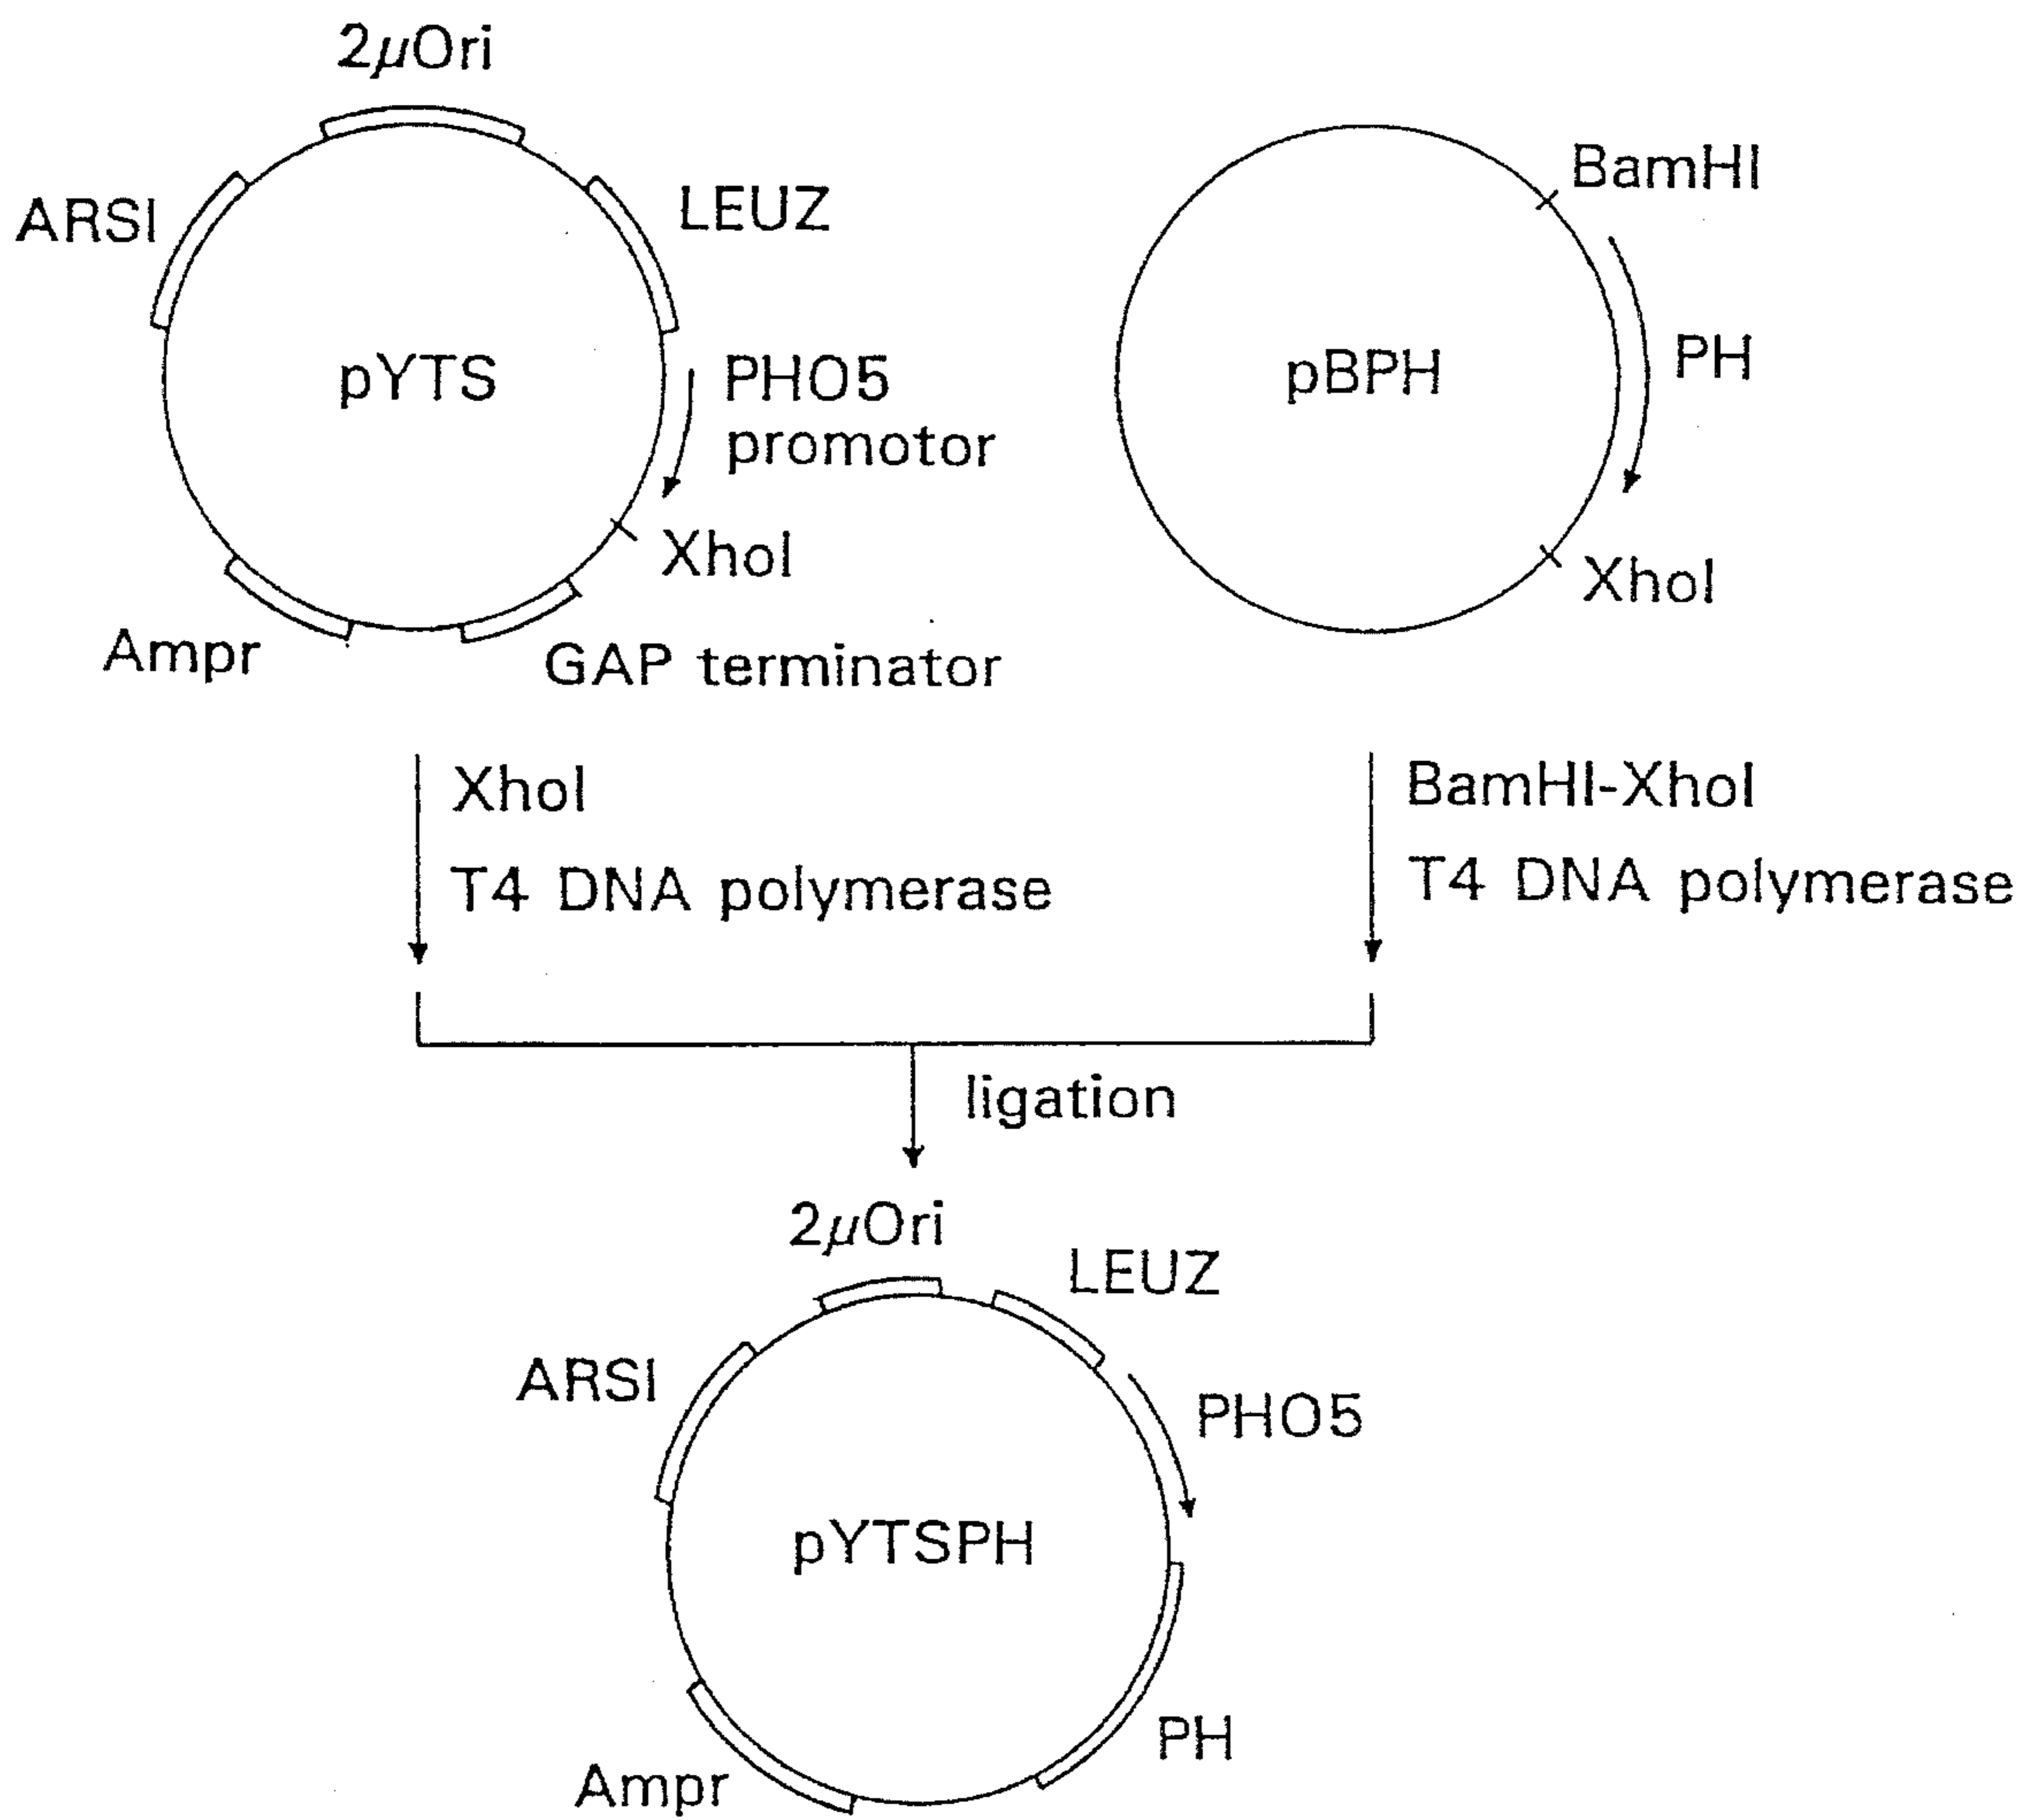 2μOri
ARSI
LEUZ
pYTS
PHO5
promotor
XhoI
Ampr
GAP terminator
BamHI
pBPH
PH
XhoI
XhoI
T4 DNA polymerase
BamHI-XhoI
T4 DNA polymerase
ligation
2μOri
LEUZ
ARSI
PHO5
pYTSPH
PH
Ampr